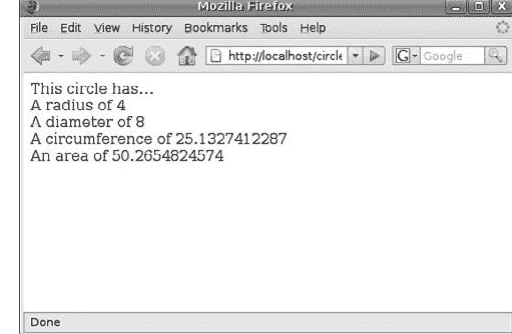 Mozilla Firefox
File Edit View History Bookmarks Tools Help
http://localhost/circle G Google
This circle has...
A radius of 4
A diameter of 8
A circumference of 25.1327412287
An area of 50.2654824574
Done